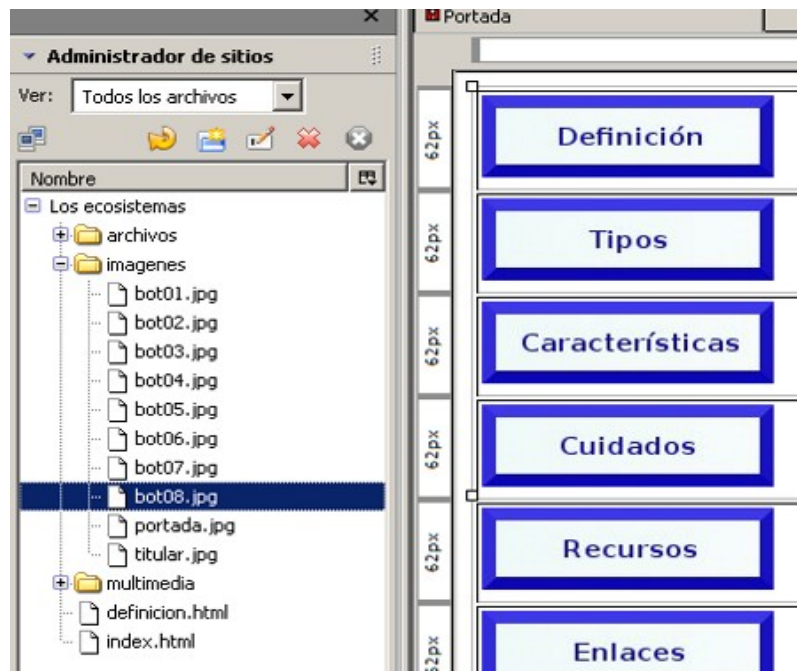 Administrador de sitios
Ver: Todos los archivos
Nombre
Los ecosistemas
archivos
imagenes
bot01.jpg
bot02.jpg
bot03.jpg
bot04.jpg
bot05.jpg
bot06.jpg
bot07.jpg
bot08.jpg
portada.jpg
titular.jpg
multimedia
definicion.html
index.html
Portada
62px
Definición
62px
Tipos
62px
Características
62px
Cuidados
62px
Recursos
62px
Enlaces